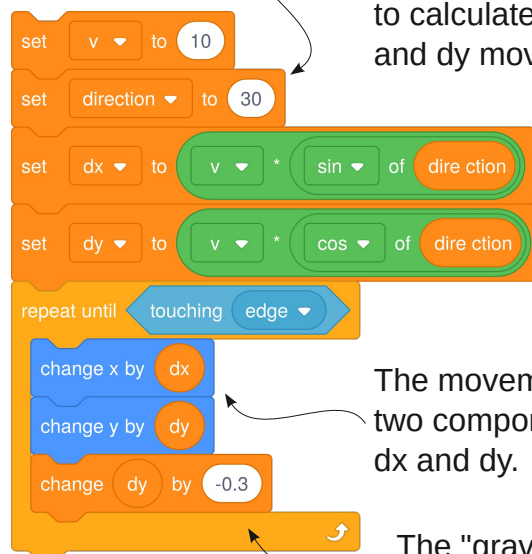 to calculate
and dy mov
set v to 10
set direction to 30
set dx to v * sin of dire ction
set dy to v * cos of dire ction
repeat until touching edge
change x by dx
change y by dy
change dy by -0.3
The movem
two compor
dx and dy.
The "grav